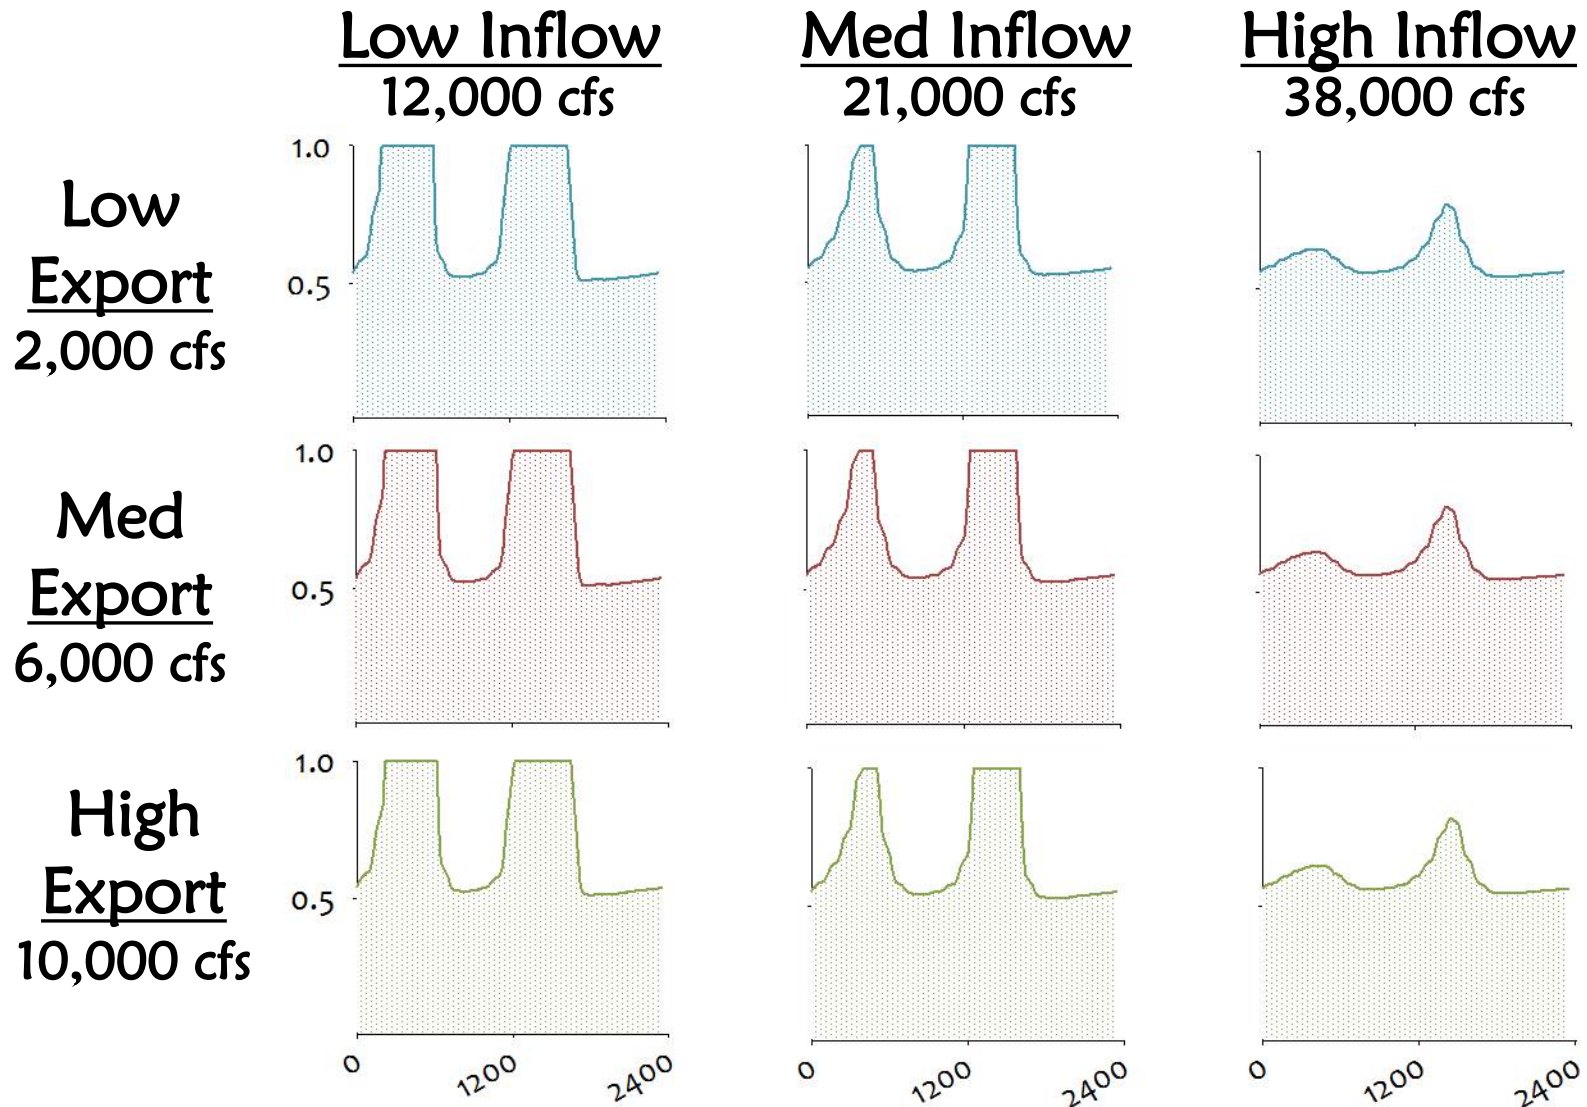 Low Inflow
12,000 cfs
Med Inflow
21,000 cfs
High Inflow
38,000 cfs
Low
Export
2,000 cfs
1.0
0.5
Med
Export
6,000 cfs
1.0
0.5
High
Export
10,000 cfs
1.0
0.5
0 1200 2400
0 1200 2400
0 1200 2400